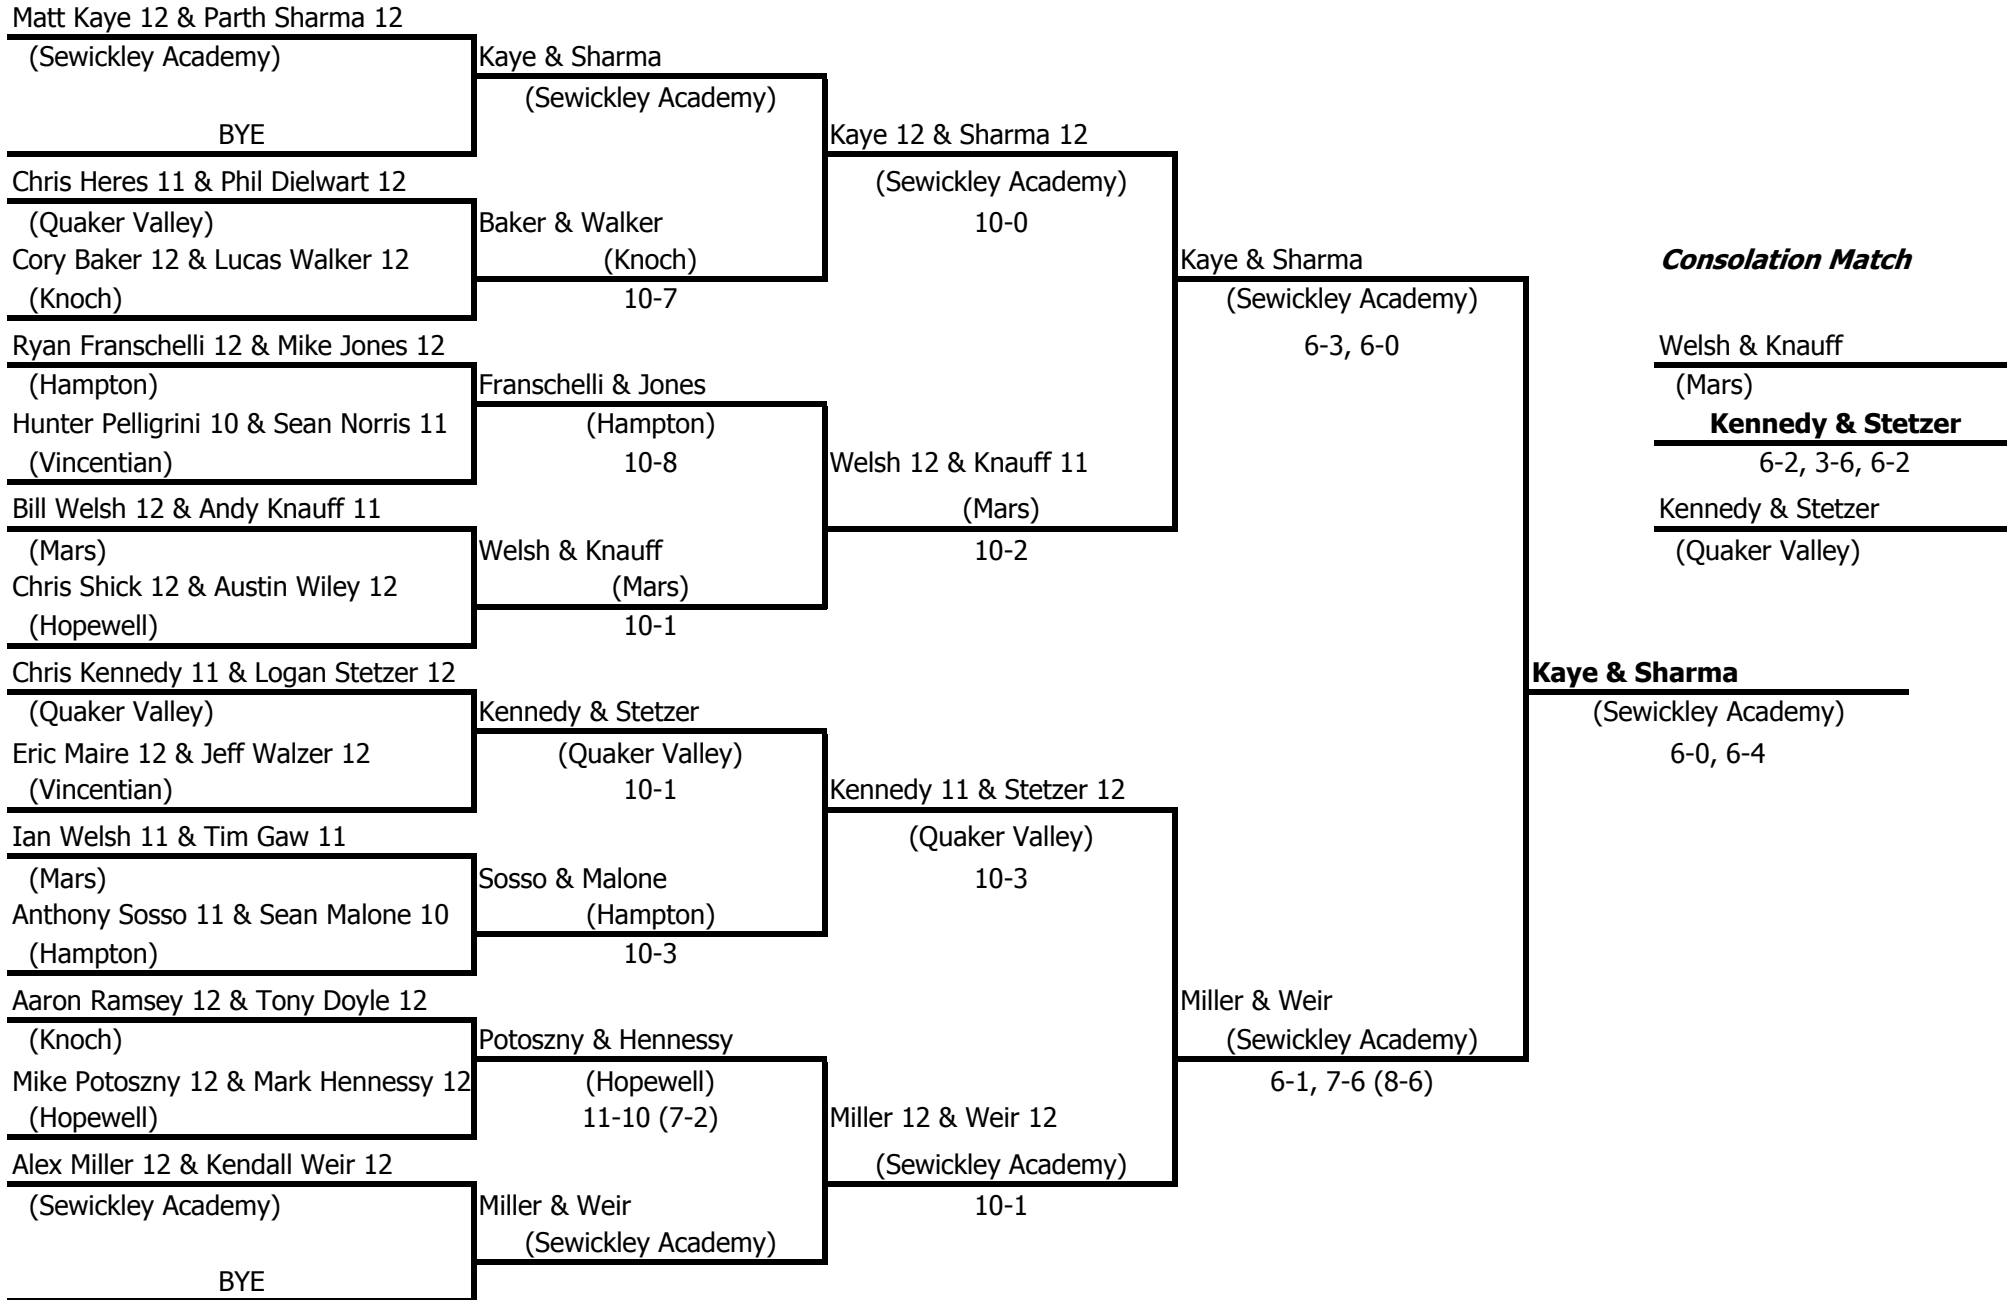 Matt Kaye 12 & Parth Sharma 12
(Sewickley Academy)
BYE
Chris Heres 11 & Phil Dielwart 12
(Quaker Valley)
Cory Baker 12 & Lucas Walker 12
(Knoch)
Ryan Franschelli 12 & Mike Jones 12
(Hampton)
Hunter Pelligrini 10 & Sean Norris 11
(Vincentian)
Bill Welsh 12 & Andy Knauff 11
(Mars)
Chris Shick 12 & Austin Wiley 12
(Hopewell)
Chris Kennedy 11 & Logan Stetzer 12
(Quaker Valley)
Eric Maire 12 & Jeff Walzer 12
(Vincentian)
Ian Welsh 11 & Tim Gaw 11
(Mars)
Anthony Sosso 11 & Sean Malone 10
(Hampton)
Aaron Ramsey 12 & Tony Doyle 12
(Knoch)
Mike Potoszny 12 & Mark Hennessy 12
(Hopewell)
Alex Miller 12 & Kendall Weir 12
(Sewickley Academy)
BYE
Kaye & Sharma
(Sewickley Academy)
Baker & Walker
(Knoch)
10-7
Franschelli & Jones
(Hampton)
10-8
Welsh & Knauff
(Mars)
10-1
Kennedy & Stetzer
(Quaker Valley)
10-1
Sosso & Malone
(Hampton)
10-3
Potoszny & Hennessy
(Hopewell)
11-10 (7-2)
Miller & Weir
(Sewickley Academy)
Kaye 12 & Sharma 12
(Sewickley Academy)
10-0
Welsh 12 & Knauff 11
(Mars)
10-2
Kennedy 11 & Stetzer 12
(Quaker Valley)
10-3
Miller 12 & Weir 12
(Sewickley Academy)
10-1
Kaye & Sharma
(Sewickley Academy)
6-3, 6-0
Miller & Weir
(Sewickley Academy)
6-1, 7-6 (8-6)
Kaye & Sharma
(Sewickley Academy)
6-0, 6-4
Consolation Match
Welsh & Knauff
(Mars)
Kennedy & Stetzer
6-2, 3-6, 6-2
Kennedy & Stetzer
(Quaker Valley)